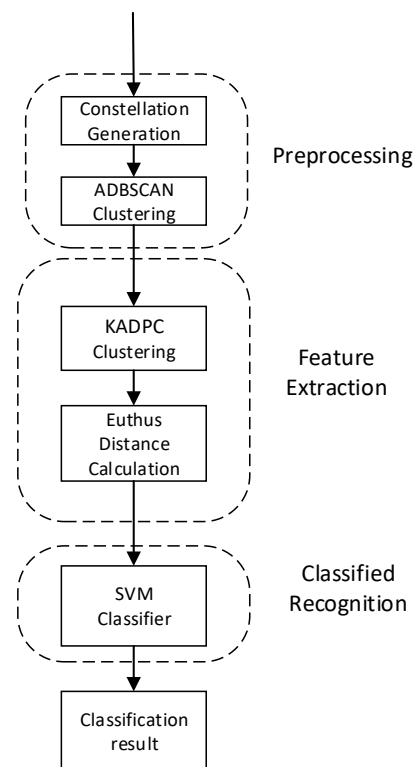 Constellation
Generation
Preprocessing
ADBSCAN
Clustering
KADPC
Clustering
Feature
Extraction
Euthus
Distance
Calculation
Classified
Recognition
SVM
Classifier
Classification
result